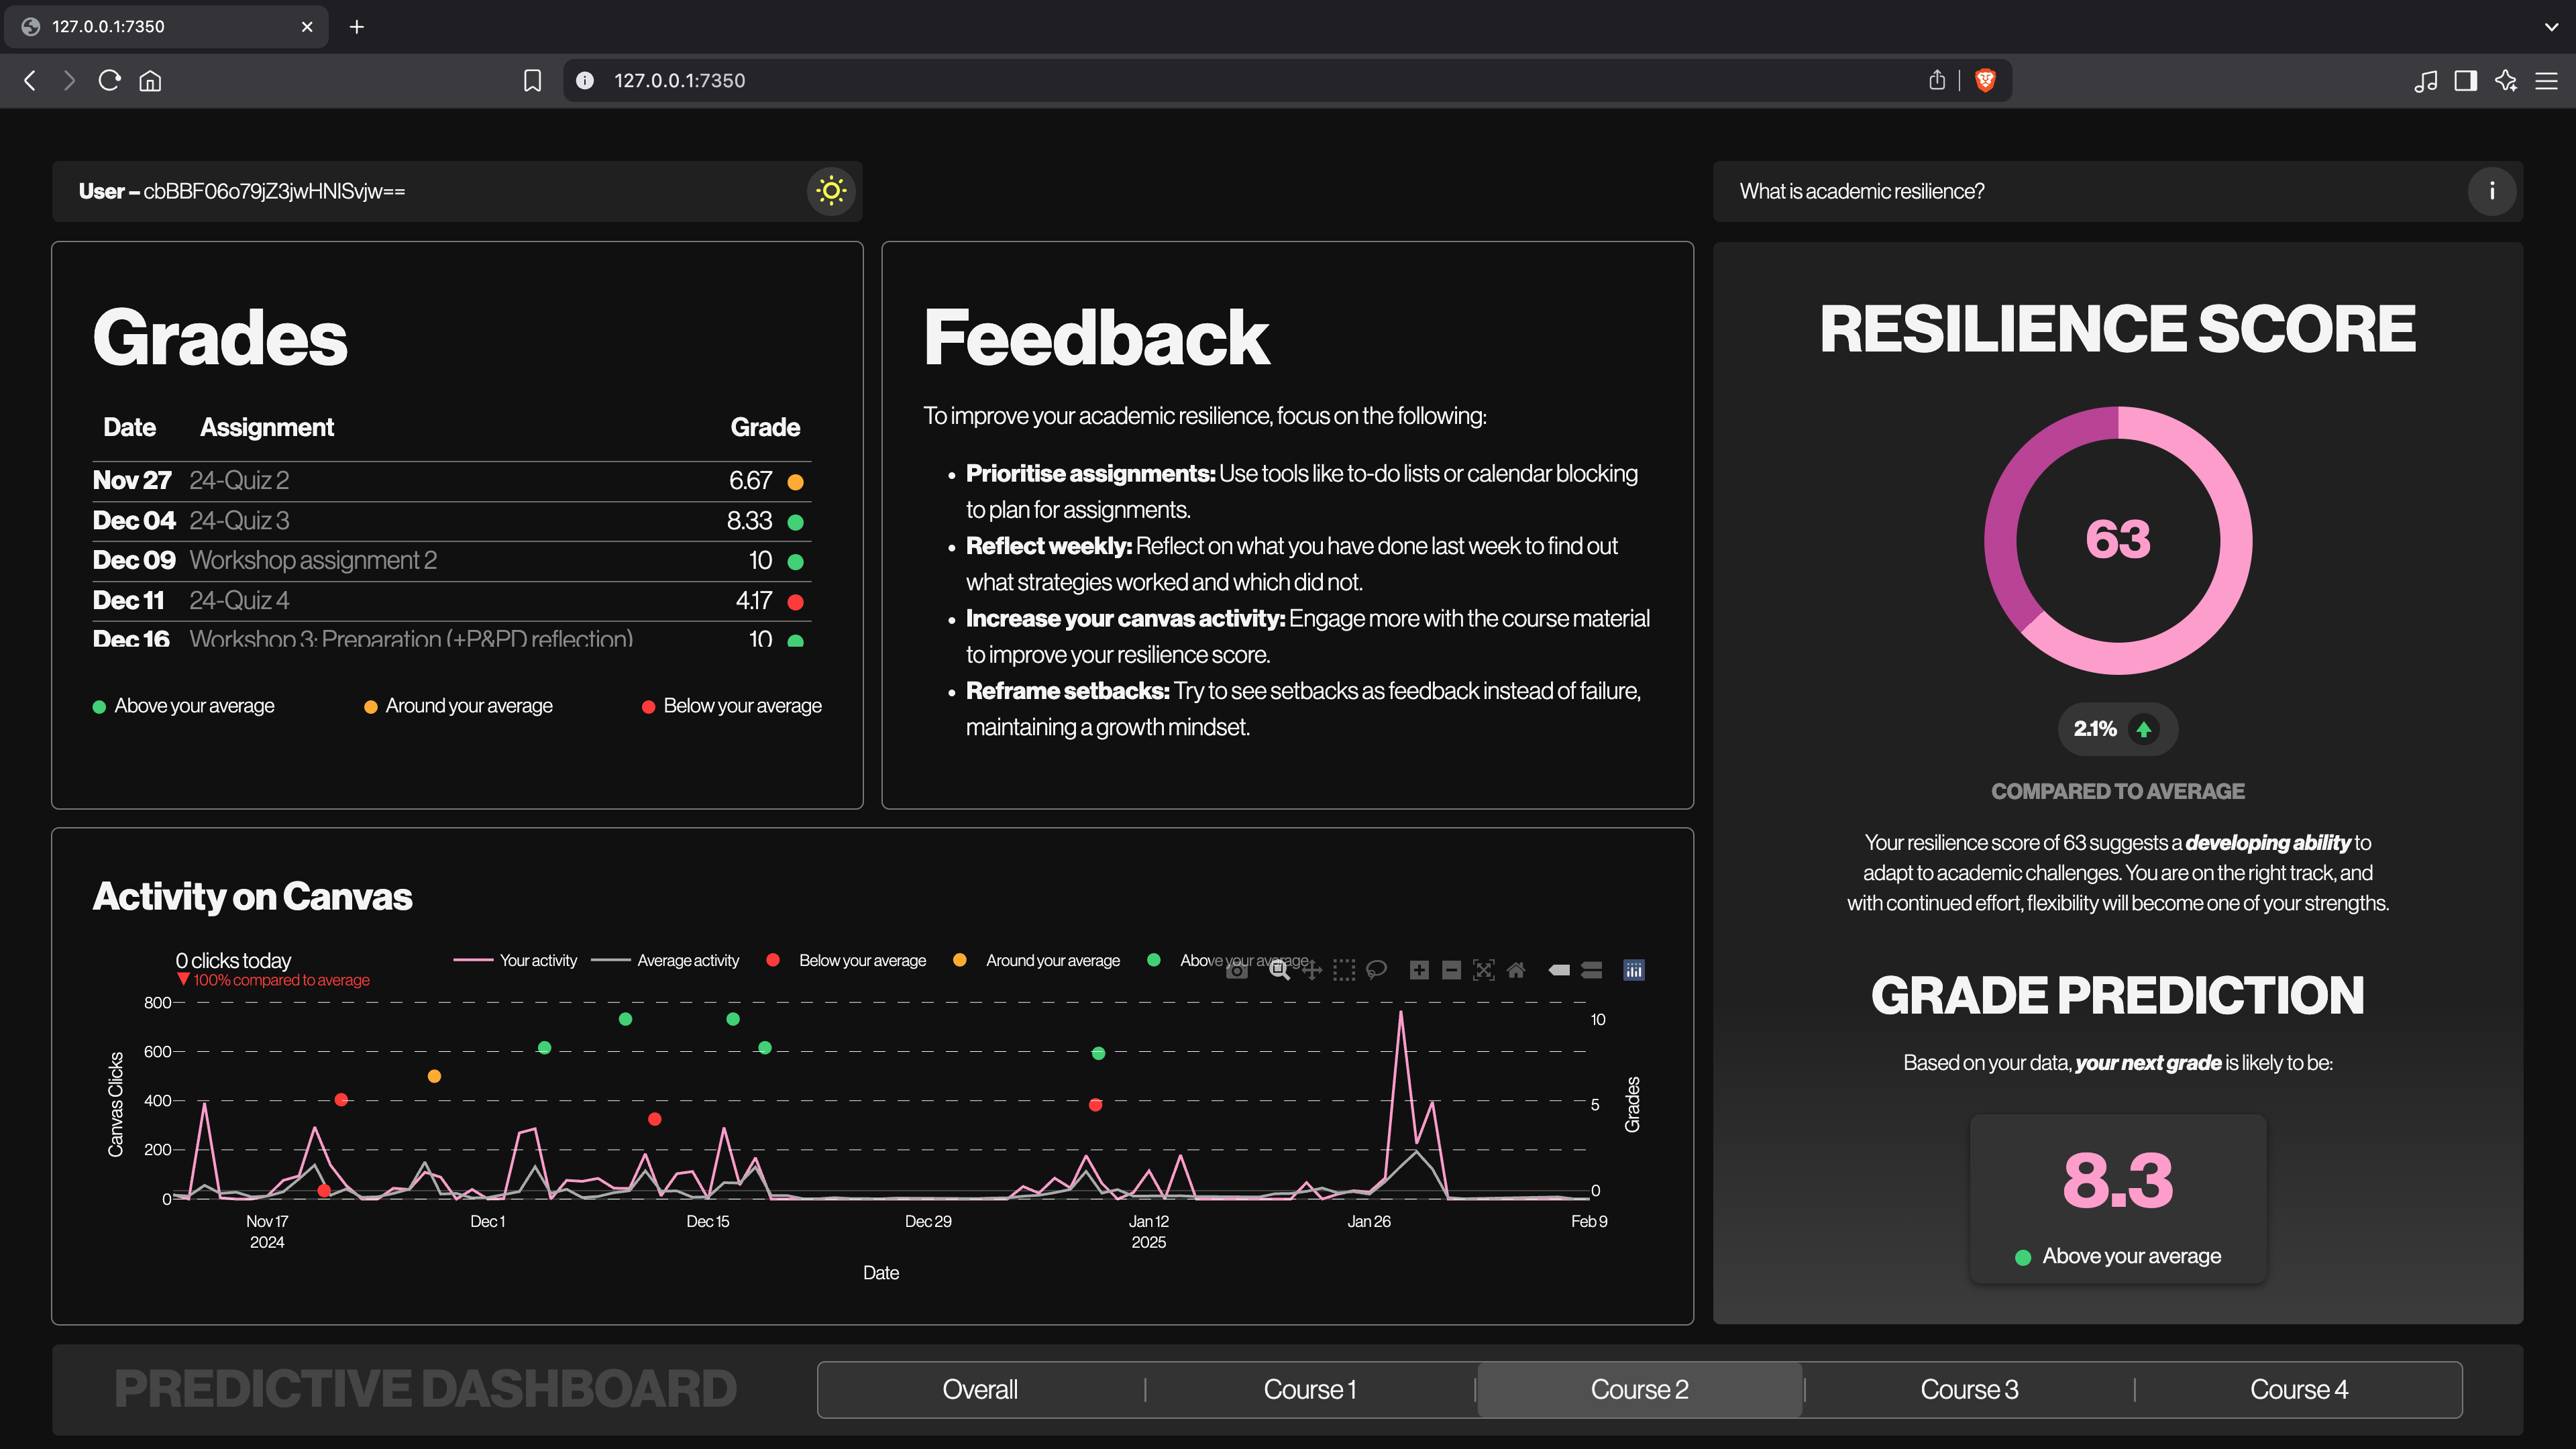 127.0.0.1:7350
127.0.0.1:7350
User – cbBBF06o79jZ3jwHNISvjw==
What is academic resilience?
Grades
Date Assignment Grade
Nov 27 24-Quiz 2 6.67
Dec 04 24-Quiz 3 8.33
Dec 09 Workshop assignment 2 10
Dec 11 24-Quiz 4 4.17
Dec 16 Workshop 3: Preparation (+P&PD reflection) 10
Above your average Around your average Below your average
Feedback
To improve your academic resilience, focus on the following:
• Prioritise assignments: Use tools like to-do lists or calendar blocking
to plan for assignments.
• Reflect weekly: Reflect on what you have done last week to find out
what strategies worked and which did not.
• Increase your canvas activity: Engage more with the course material
to improve your resilience score.
• Reframe setbacks: Try to see setbacks as feedback instead of failure,
maintaining a growth mindset.
RESILIENCE SCORE
63
2.1%
COMPARED TO AVERAGE
Your resilience score of 63 suggests a developing ability to
adapt to academic challenges. You are on the right track, and
with continued effort, flexibility will become one of your strengths.
GRADE PREDICTION
Based on your data, your next grade is likely to be:
8.3
Above your average
Activity on Canvas
0 clicks today
▼ 100% compared to average
Your activity Average activity Below your average Around your average Above your average
800
600
400
200
0
Canvas Clicks
10
5
0
Grades
Nov 17 Dec 1 Dec 15 Dec 29 Jan 12 Jan 26 Feb 9
2024 2025
Date
PREDICTIVE DASHBOARD
Overall | Course 1 | Course 2 | Course 3 | Course 4